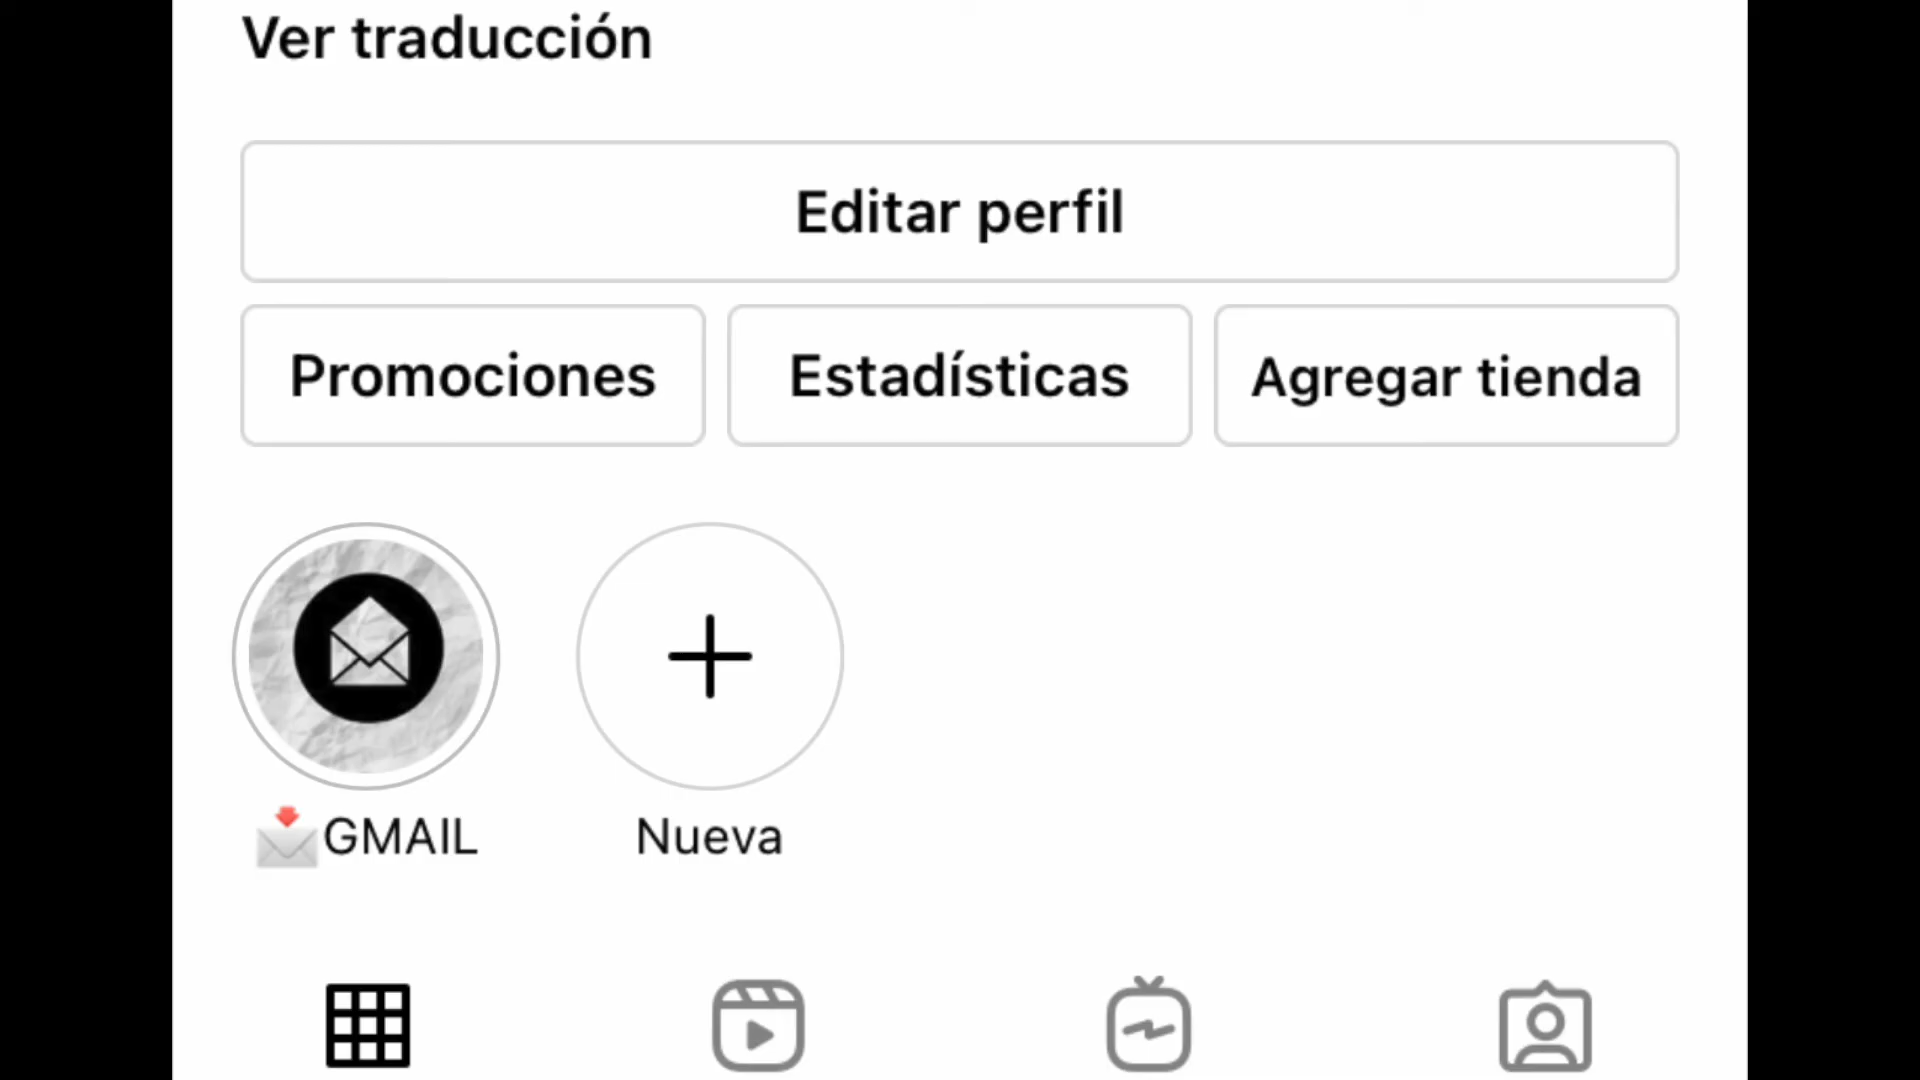 Ver traducción
Editar perfil
Promociones
Estadísticas
Agregar tienda
📩GMAIL
Nueva